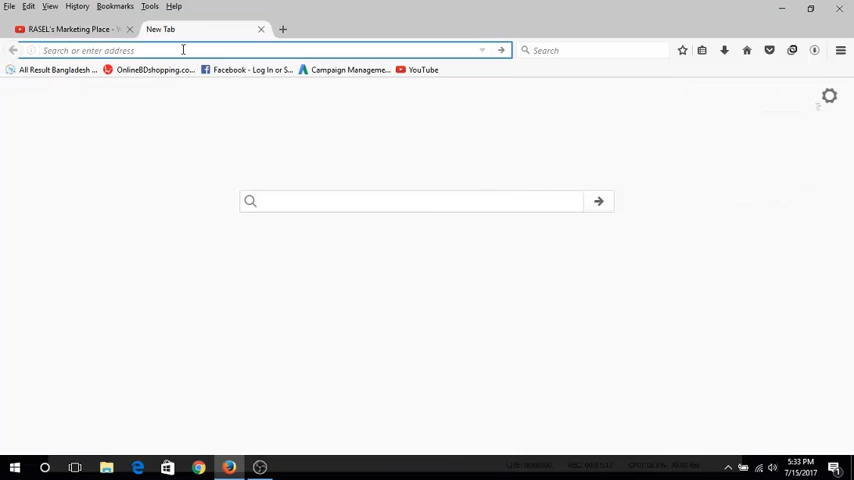 File Edit View History Bookmarks Tools Help
RASEL's Marketing Place - Y
New Tab
Search or enter address
Search
All Result Bangladesh ...
OnlineBDshopping.co...
Facebook - Log In or S...
Campaign Manageme...
YouTube
5:33 PM
7/15/2017